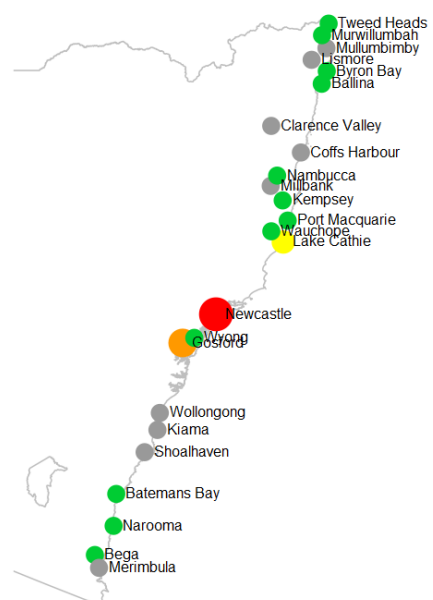 Tweed Heads
Murwillumbah
Mullumbimby
Lismore
Byron Bay
Ballina
Clarence Valley
Coffs Harbour
Nambucca
Millbank
Kempsey
Port Macquarie
Wauchope
Lake Cathie
Newcastle
Wyong
Gosford
Wollongong
Kiama
Shoalhaven
Batemans Bay
Narooma
Bega
Merimbula